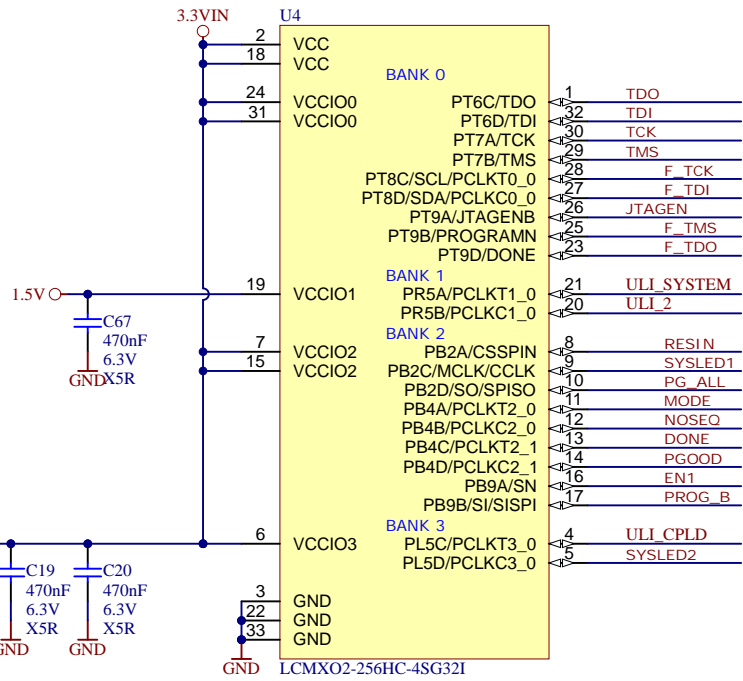 3.3VIN
U4
2 VCC
18 VCC
BANK 0
24 VCCIO0 PT6C/TDO 1 TDO
31 VCCIO0 PT6D/TDI 32 TDI
PT7A/TCK 30 TCK
PT7B/TMS 29 TMS
PT8C/SCL/PCLKT0_0 28 F_TCK
PT8D/SDA/PCLKC0_0 27 F_TDI
PT9A/JTAGENB 26 JTAGEN
PT9B/PROGRAMN 25 F_TMS
PT9D/DONE 23 F_TDO
BANK 1
1.5V 19 VCCIO1 PR5A/PCLKT1_0 21 ULI_SYSTEM
PR5B/PCLKC1_0 20 ULI_2
C67
470nF
6.3V
X5R
GND
BANK 2
7 VCCIO2 PB2A/CSSPIN 8 RESIN
15 VCCIO2 PB2C/MCLK/CCLK 9 SYSLED1
PB2D/SO/SPISO 10 PG_ALL
PB4A/PCLKT2_0 11 MODE
PB4B/PCLKC2_0 12 NOSEQ
PB4C/PCLKT2_1 13 DONE
PB4D/PCLKC2_1 14 PGOOD
PB9A/SN 16 EN1
PB9B/SI/SISPI 17 PROG_B
BANK 3
6 VCCIO3 PL5C/PCLKT3_0 4 ULI_CPLD
PL5D/PCLKC3_0 5 SYSLED2
C19
470nF
6.3V
X5R
GND
C20
470nF
6.3V
X5R
GND
3 GND
22 GND
33 GND
GND
LCMXO2-256HC-4SG32I